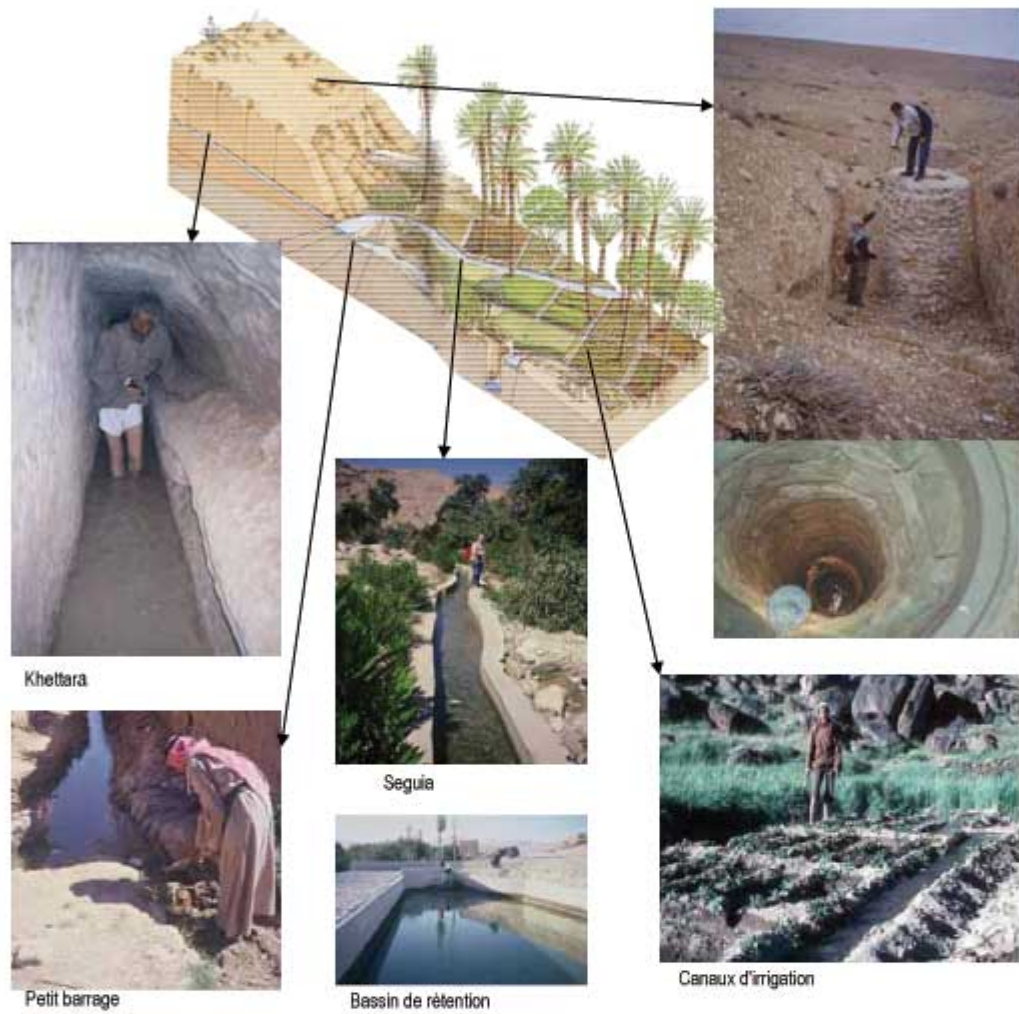 Khettara
Seguia
Petit barrage
Bassin de rétention
Canaux d'irrigation